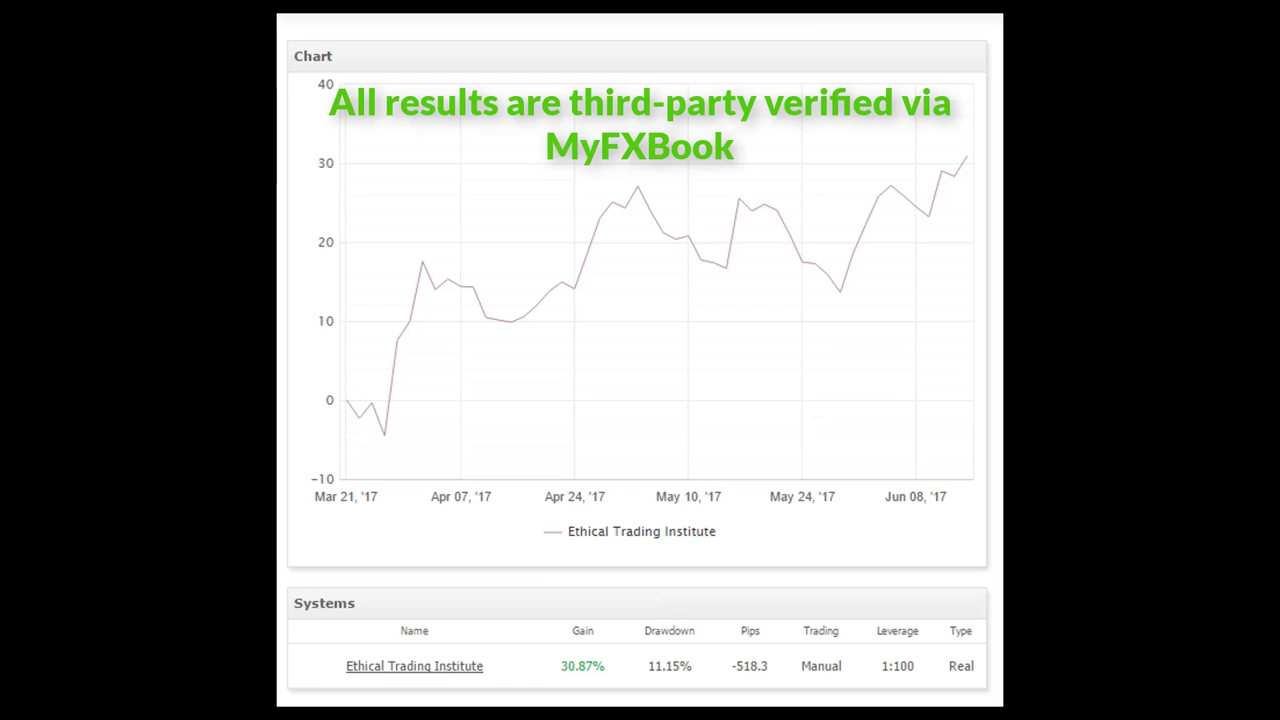 Chart
All results are third-party verified via
MyFXBook
40
30
20
10
0
−10
Mar 21, '17 Apr 07, '17 Apr 24, '17 May 10, '17 May 24, '17 Jun 08, '17
Ethical Trading Institute
Systems
Name Gain Drawdown Pips Trading Leverage Type
Ethical Trading Institute 30.87% 11.15% -518.3 Manual 1:100 Real